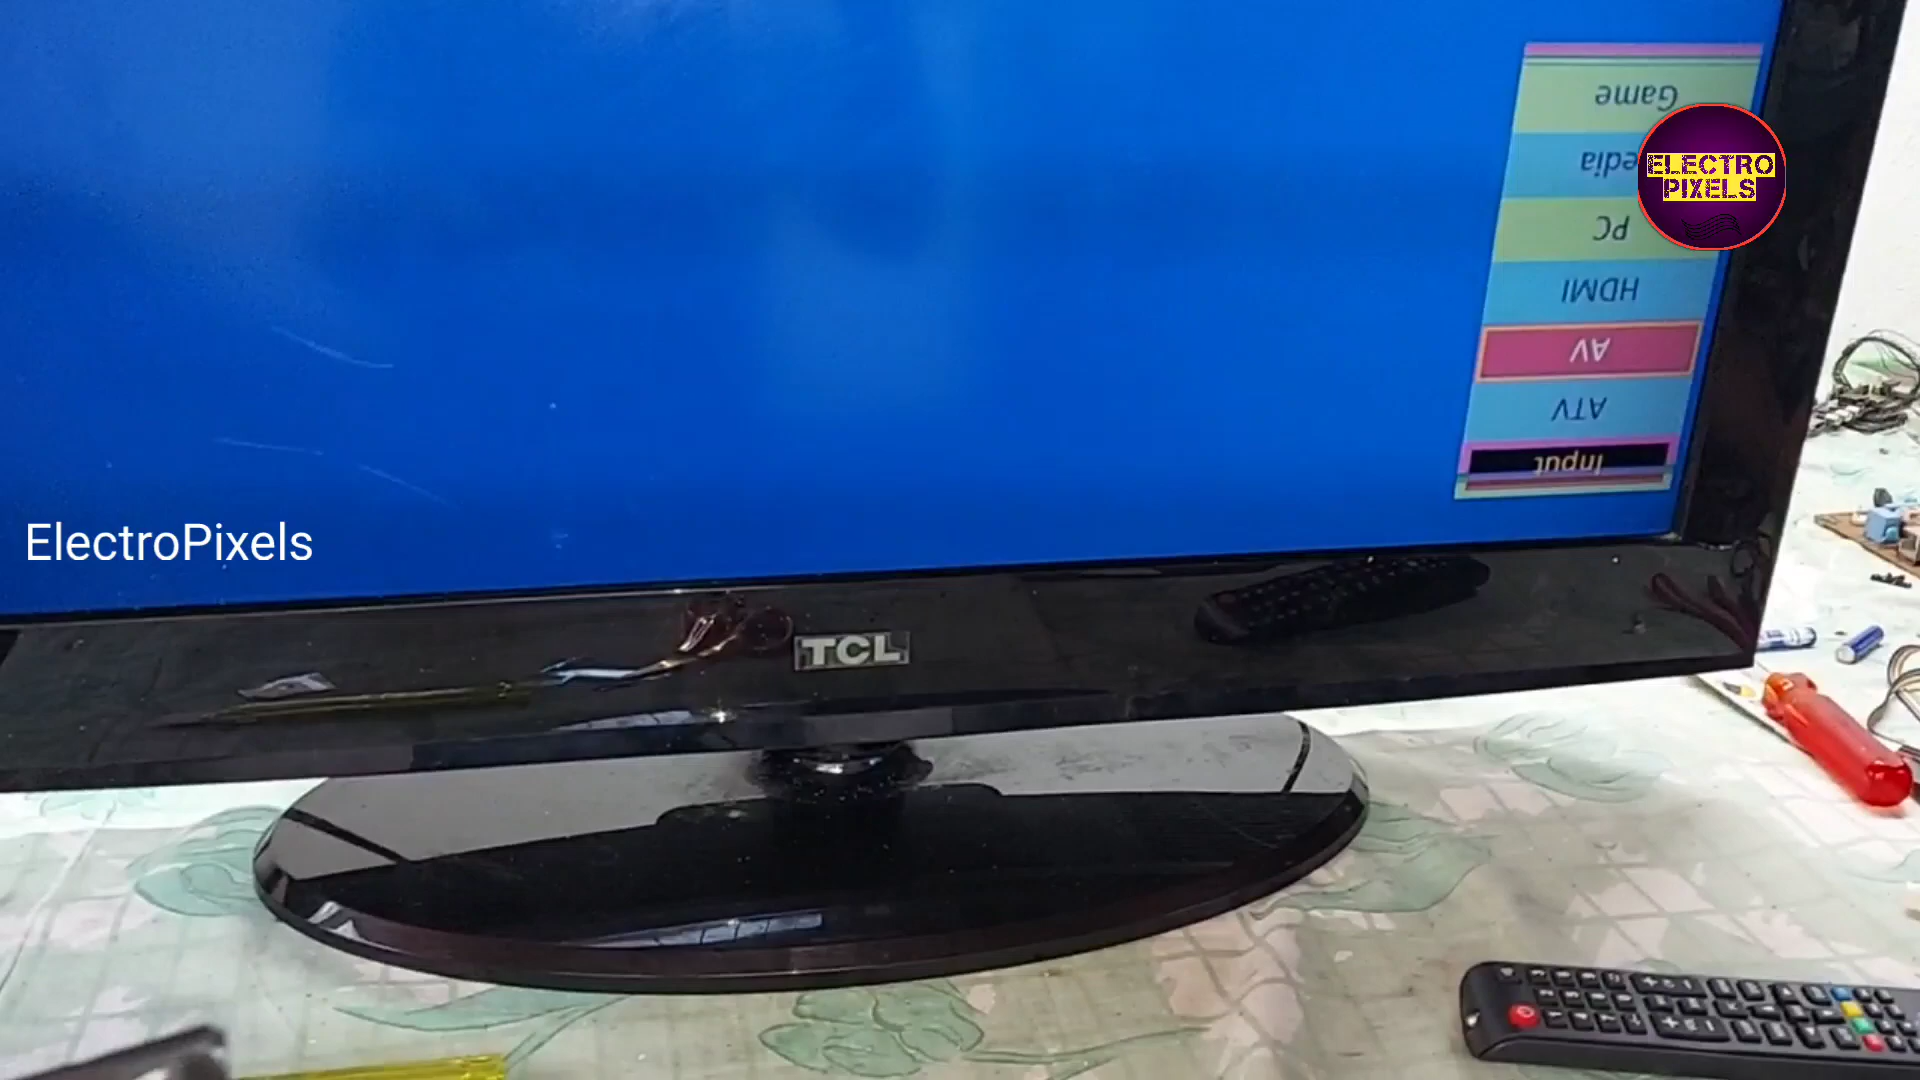 Game
edia
ELECTRO
PIXELS
PC
HDMI
AV
ATV
Input
ElectroPixels
TCL